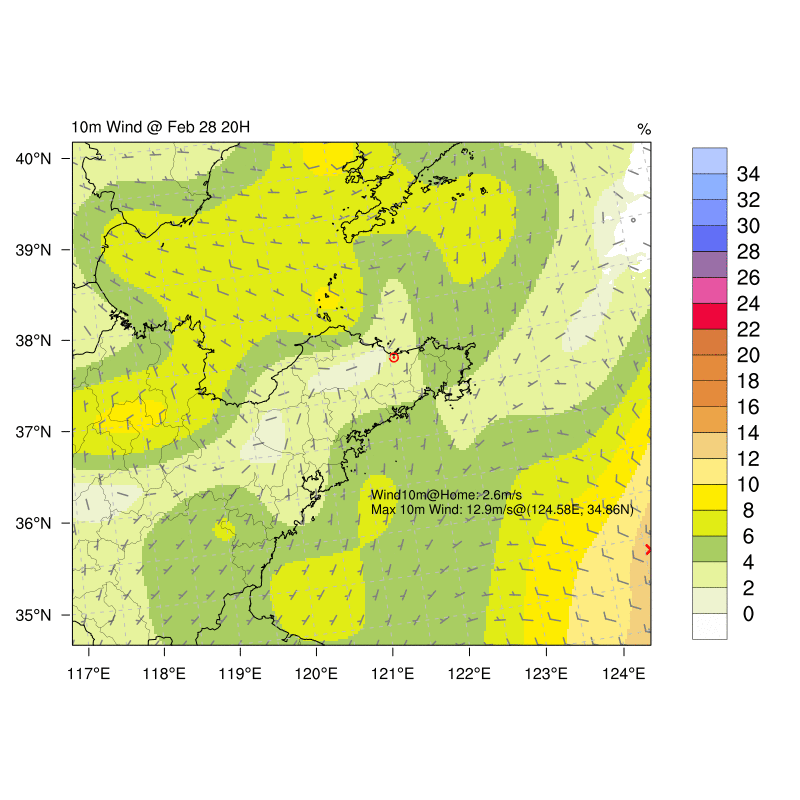 10m Wind @ Feb 28 20H
%
40°N
39°N
38°N
37°N
36°N
35°N
117°E
118°E
119°E
120°E
121°E
122°E
123°E
124°E
Wind10m@Home: 2.6m/s
Max 10m Wind: 12.9m/s@(124.58E, 34.86N)
34
32
30
28
26
24
22
20
18
16
14
12
10
8
6
4
2
0